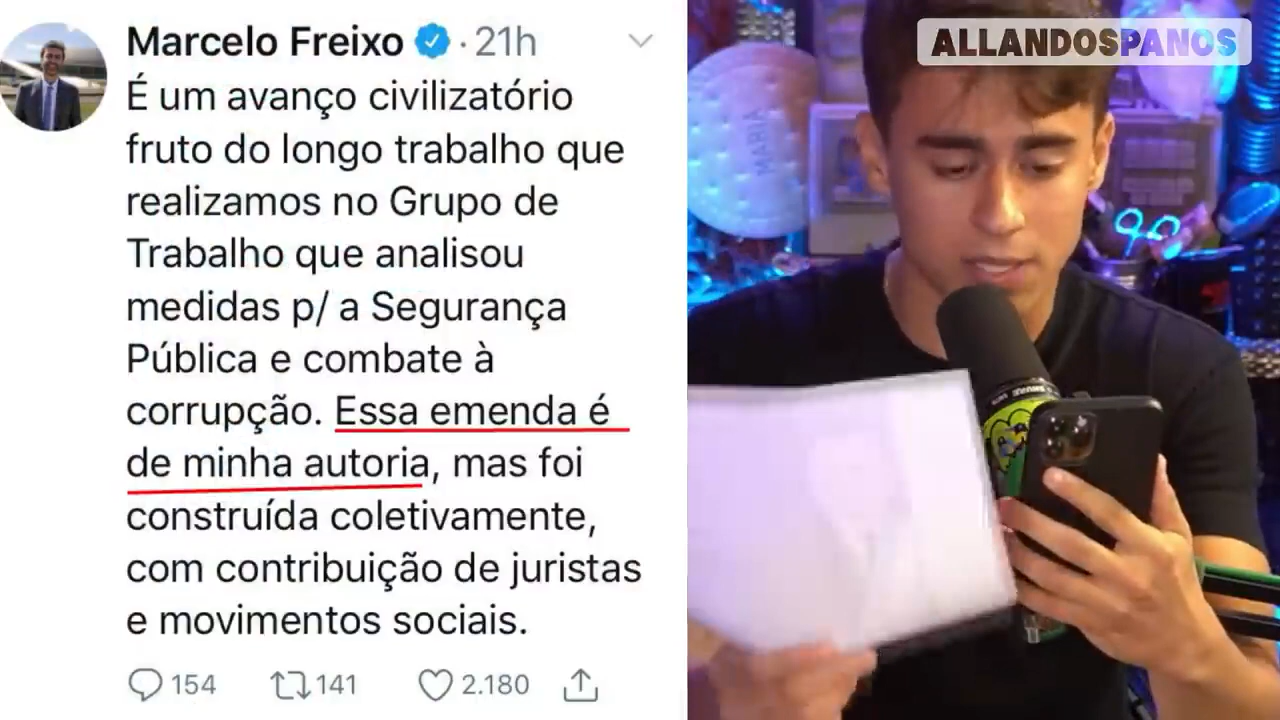 Marcelo Freixo · 21h
É um avanço civilizatório
fruto do longo trabalho que
realizamos no Grupo de
Trabalho que analisou
medidas p/ a Segurança
Pública e combate à
corrupção. Essa emenda é
de minha autoria, mas foi
construída coletivamente,
com contribuição de juristas
e movimentos sociais.
154 141 2.180
ALLANDOSPANOS
MARIA